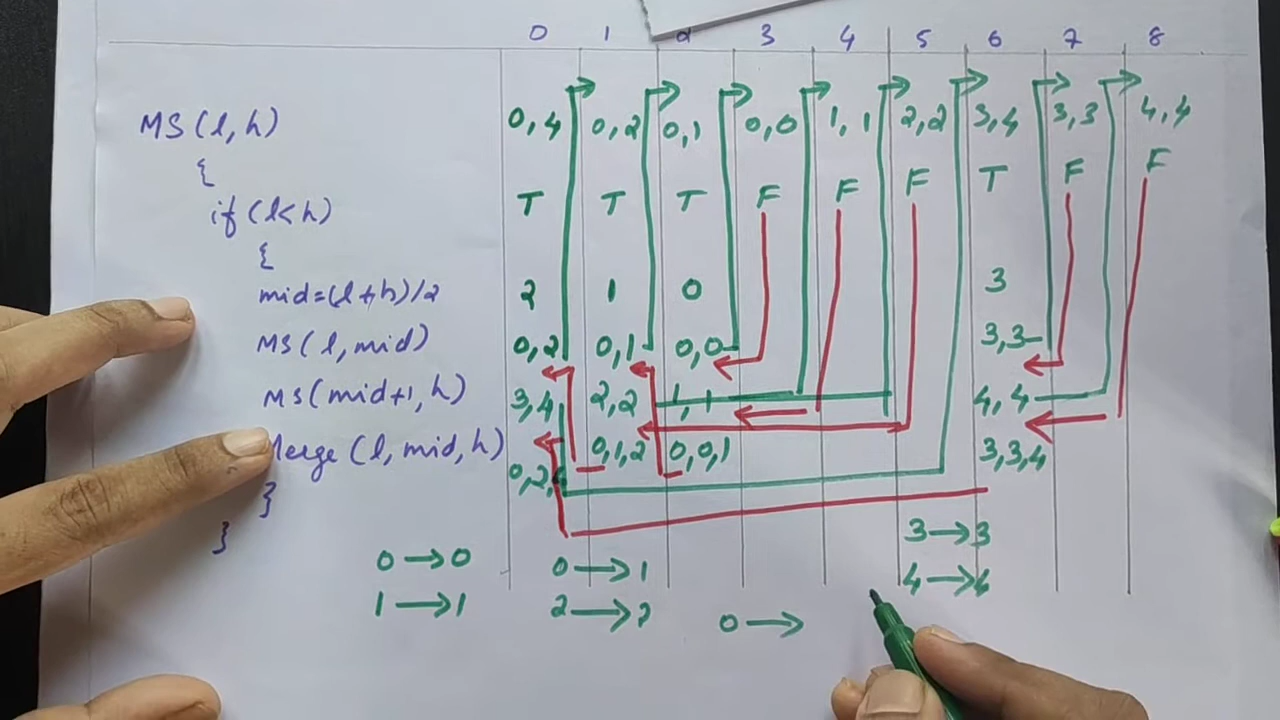 0 1 2 3 4 5 6 7 8
MS(l,h) 0,4 0,2 0,1 0,0 1,1 2,2 3,4 3,3 4,4
{
if(l<h) T T T F F F T F F
{
mid=(l+h)/2 2 1 0 3
MS(l,mid) 0,2 0,1 0,0 3,3
MS(mid+1,h) 3,4 2,2 1,1 4,4
Merge(l,mid,h) 0,1,2 0,0,1 3,3,4
0,2,
}
}
3→3
0→0 0→1 4→4
1→1 2→2 0→